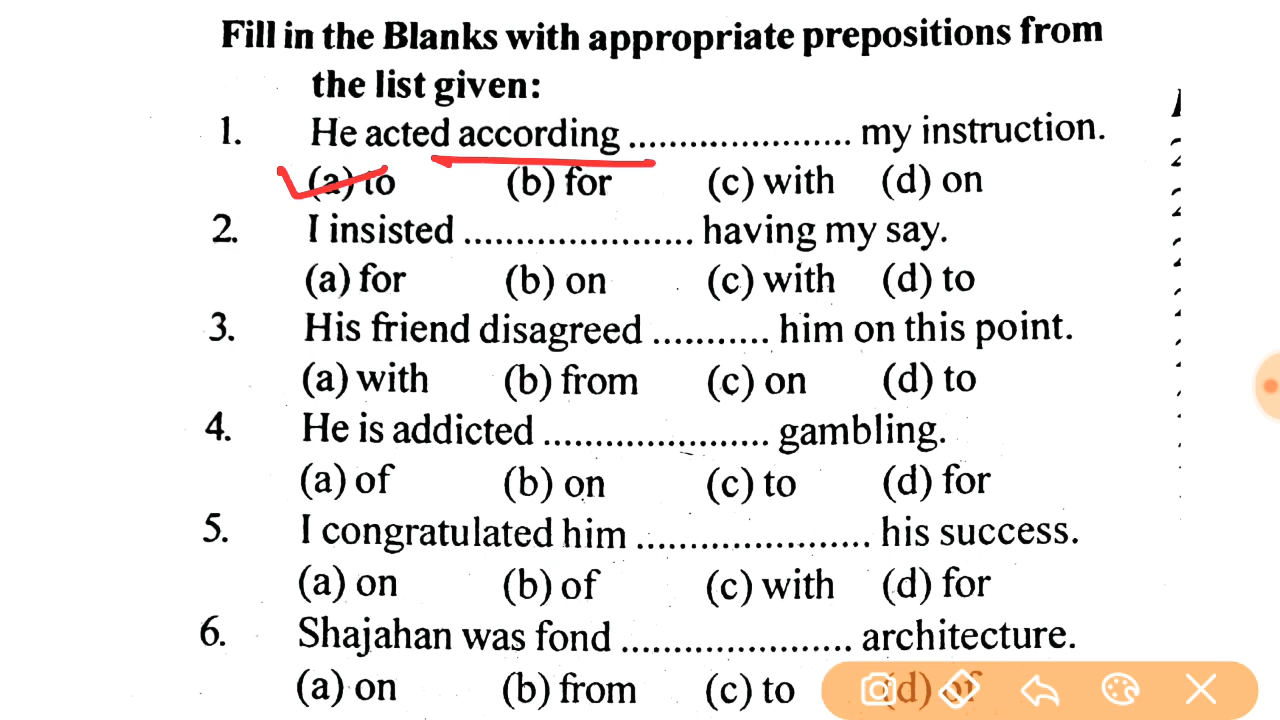 Fill in the Blanks with appropriate prepositions from
the list given:
1. He acted according ..................... my instruction.
(a) to (b) for (c) with (d) on
2. I insisted ...................... having my say.
(a) for (b) on (c) with (d) to
3. His friend disagreed ........... him on this point.
(a) with (b) from (c) on (d) to
4. He is addicted ...................... gambling.
(a) of (b) on (c) to (d) for
5. I congratulated him ...................... his success.
(a) on (b) of (c) with (d) for
6. Shajahan was fond ...................... architecture.
(a) on (b) from (c) to (d) of